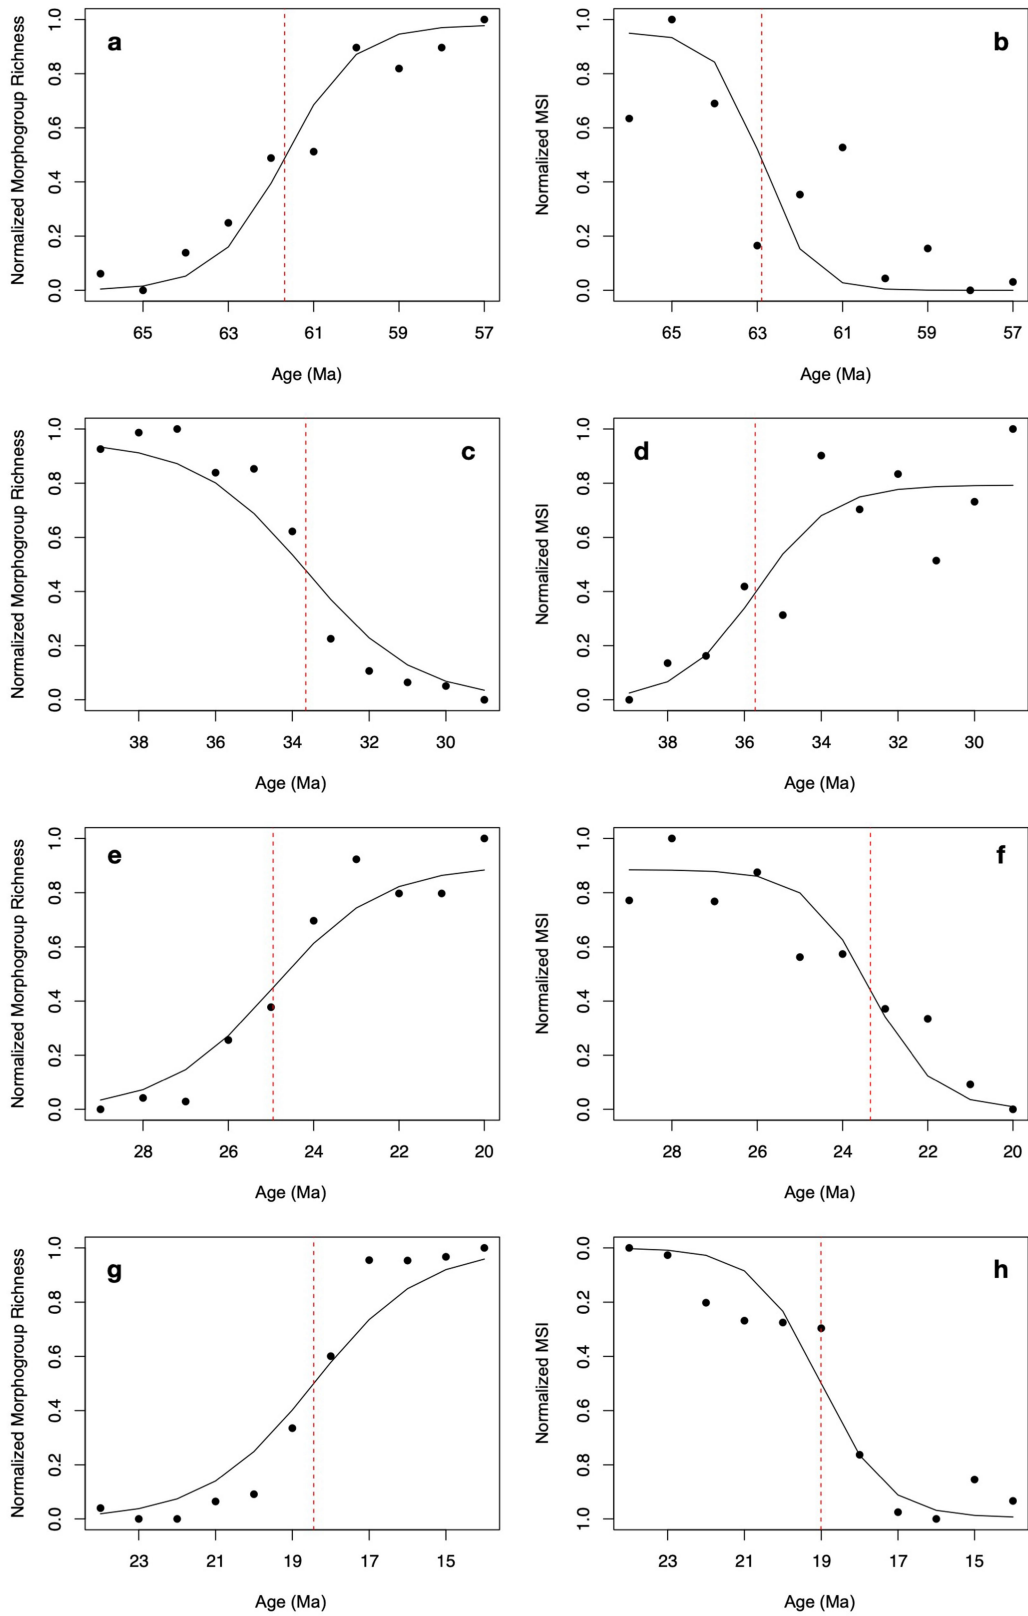 a
Normalized Morphogroup Richness
1.0
0.8
0.6
0.4
0.2
0.0
65 63 61 59 57
Age (Ma)
b
Normalized MSI
1.0
0.8
0.6
0.4
0.2
0.0
65 63 61 59 57
Age (Ma)
c
Normalized Morphogroup Richness
1.0
0.8
0.6
0.4
0.2
0.0
38 36 34 32 30
Age (Ma)
d
Normalized MSI
1.0
0.8
0.6
0.4
0.2
0.0
38 36 34 32 30
Age (Ma)
e
Normalized Morphogroup Richness
1.0
0.8
0.6
0.4
0.2
0.0
28 26 24 22 20
Age (Ma)
f
Normalized MSI
1.0
0.8
0.6
0.4
0.2
0.0
28 26 24 22 20
Age (Ma)
g
Normalized Morphogroup Richness
1.0
0.8
0.6
0.4
0.2
0.0
23 21 19 17 15
Age (Ma)
h
Normalized MSI
0.0
0.2
0.4
0.6
0.8
1.0
23 21 19 17 15
Age (Ma)